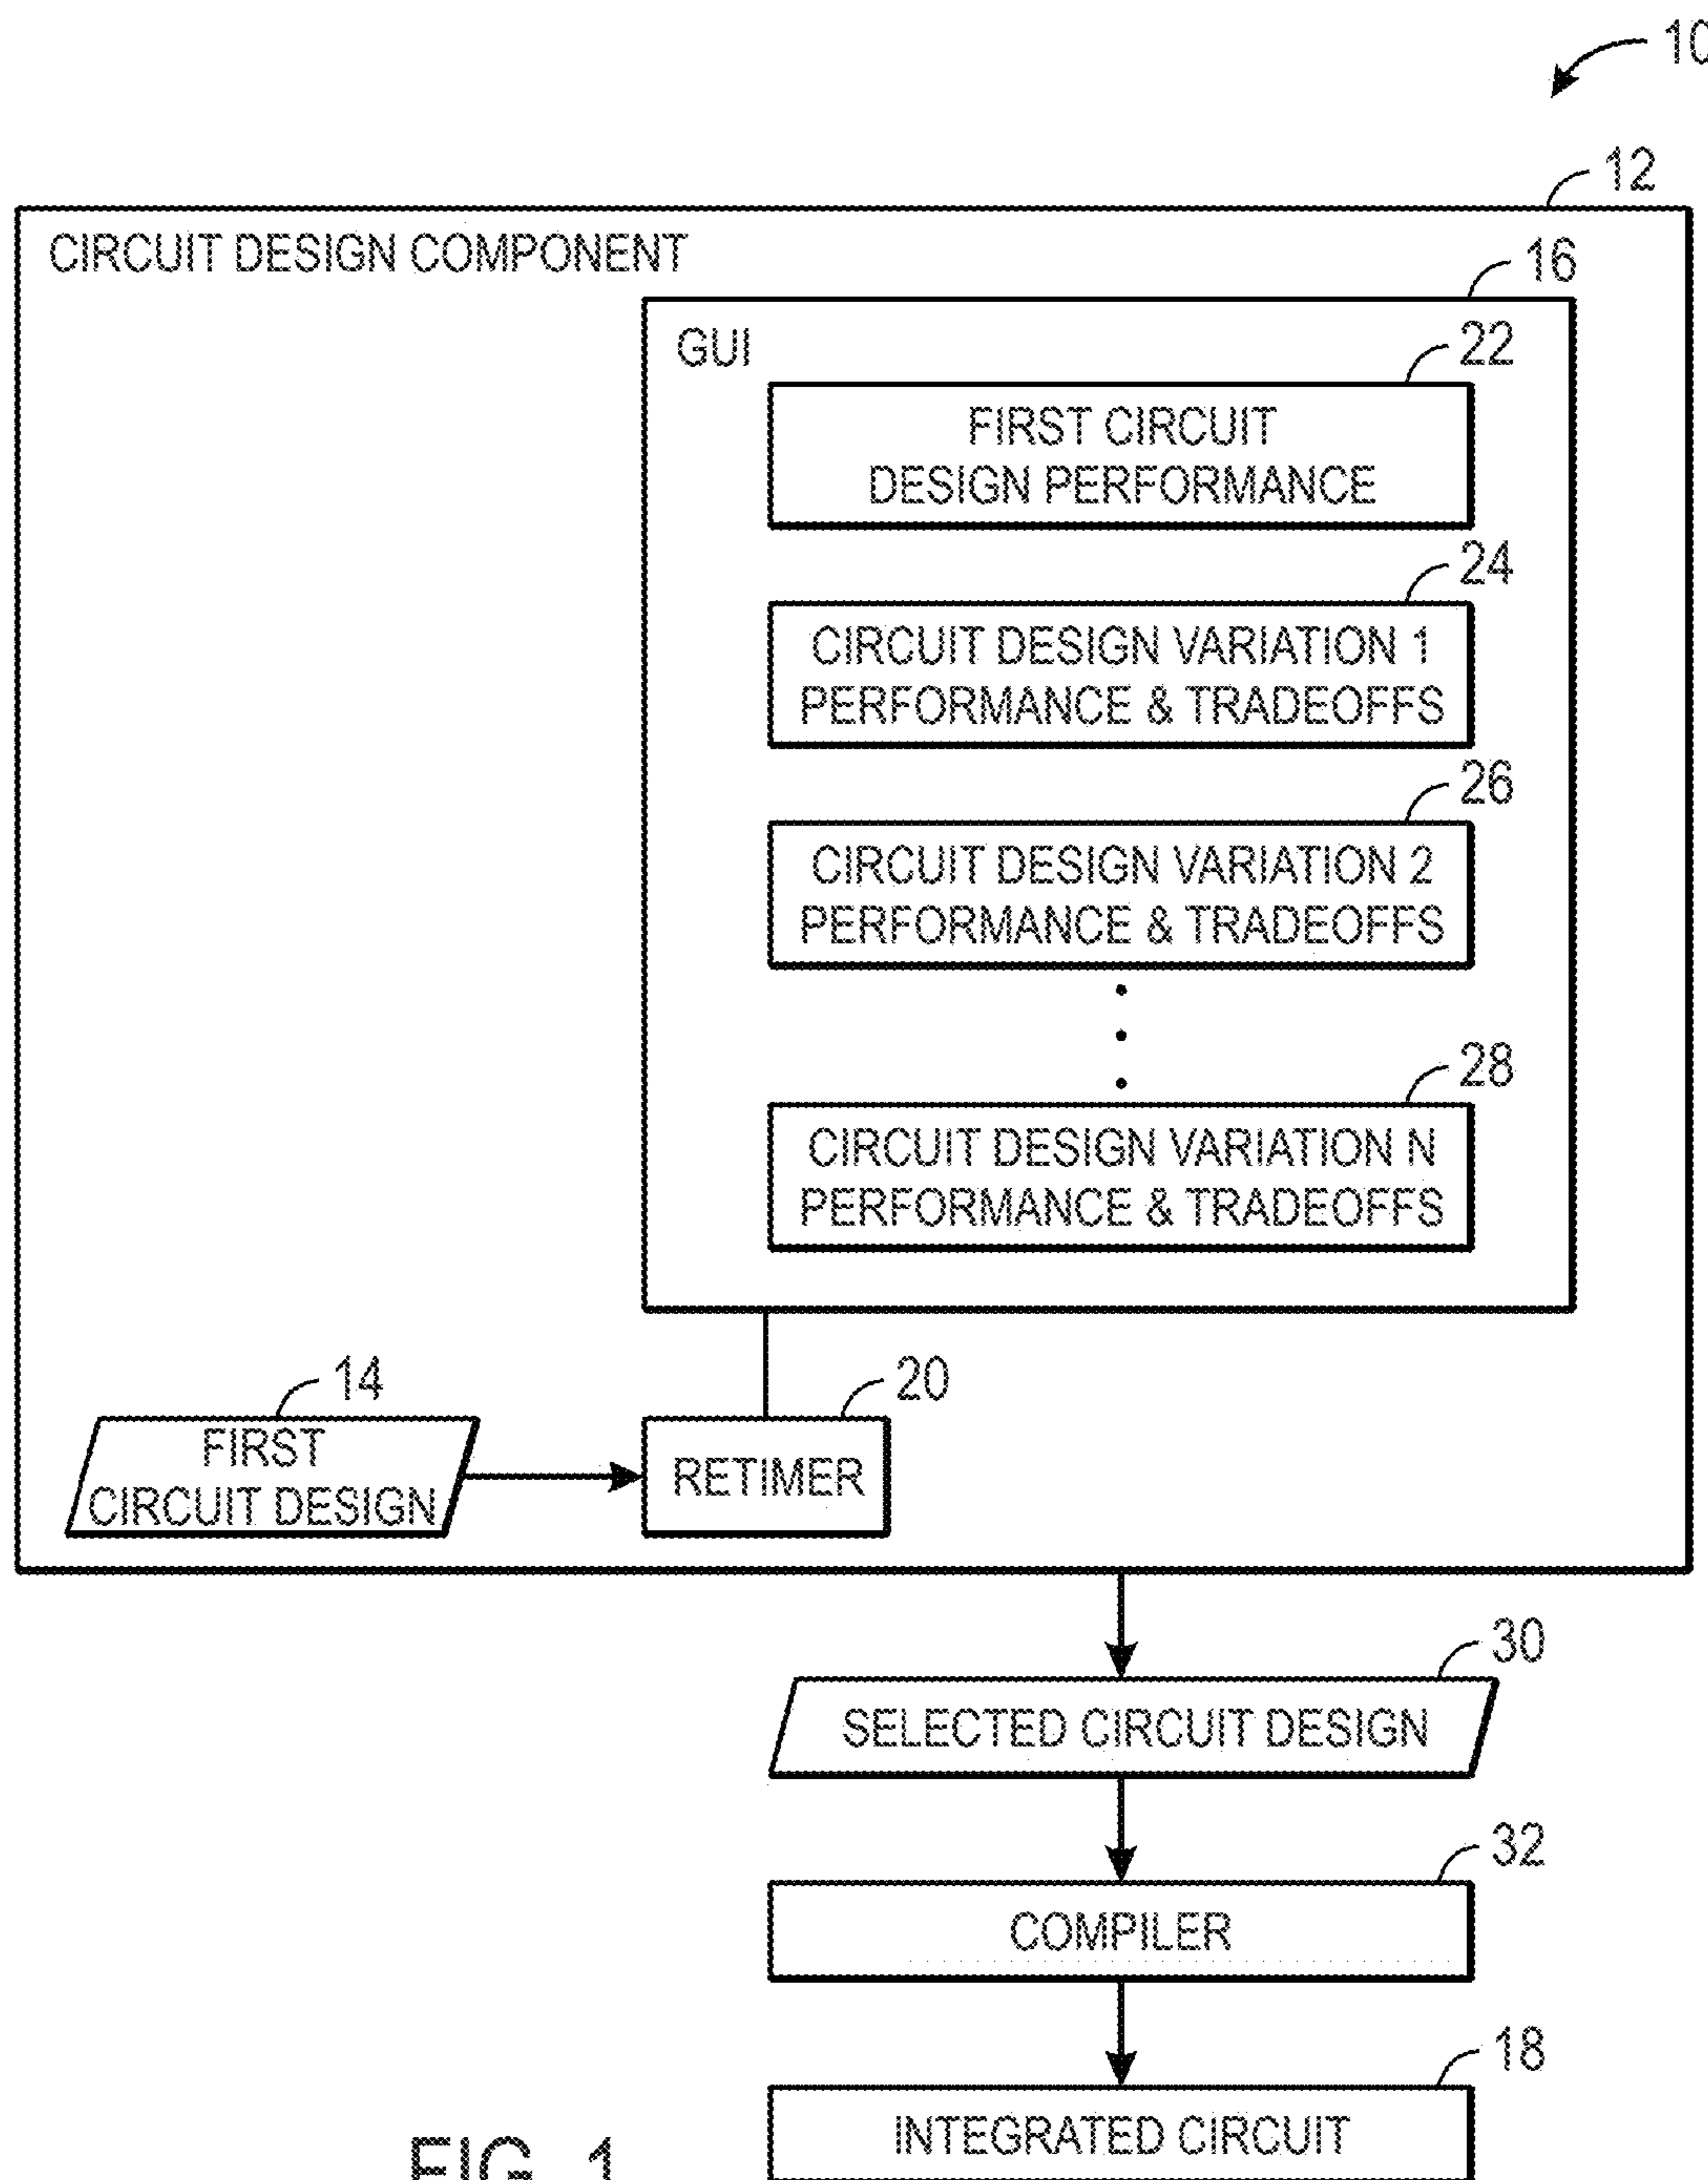 10
12
CIRCUIT DESIGN COMPONENT
16
GUI
22
FIRST CIRCUIT
DESIGN PERFORMANCE
24
CIRCUIT DESIGN VARIATION 1
PERFORMANCE & TRADEOFFS
26
CIRCUIT DESIGN VARIATION 2
PERFORMANCE & TRADEOFFS
28
CIRCUIT DESIGN VARIATION N
PERFORMANCE & TRADEOFFS
14
FIRST
CIRCUIT DESIGN
20
RETIMER
30
SELECTED CIRCUIT DESIGN
32
COMPILER
18
INTEGRATED CIRCUIT
FIG. 1